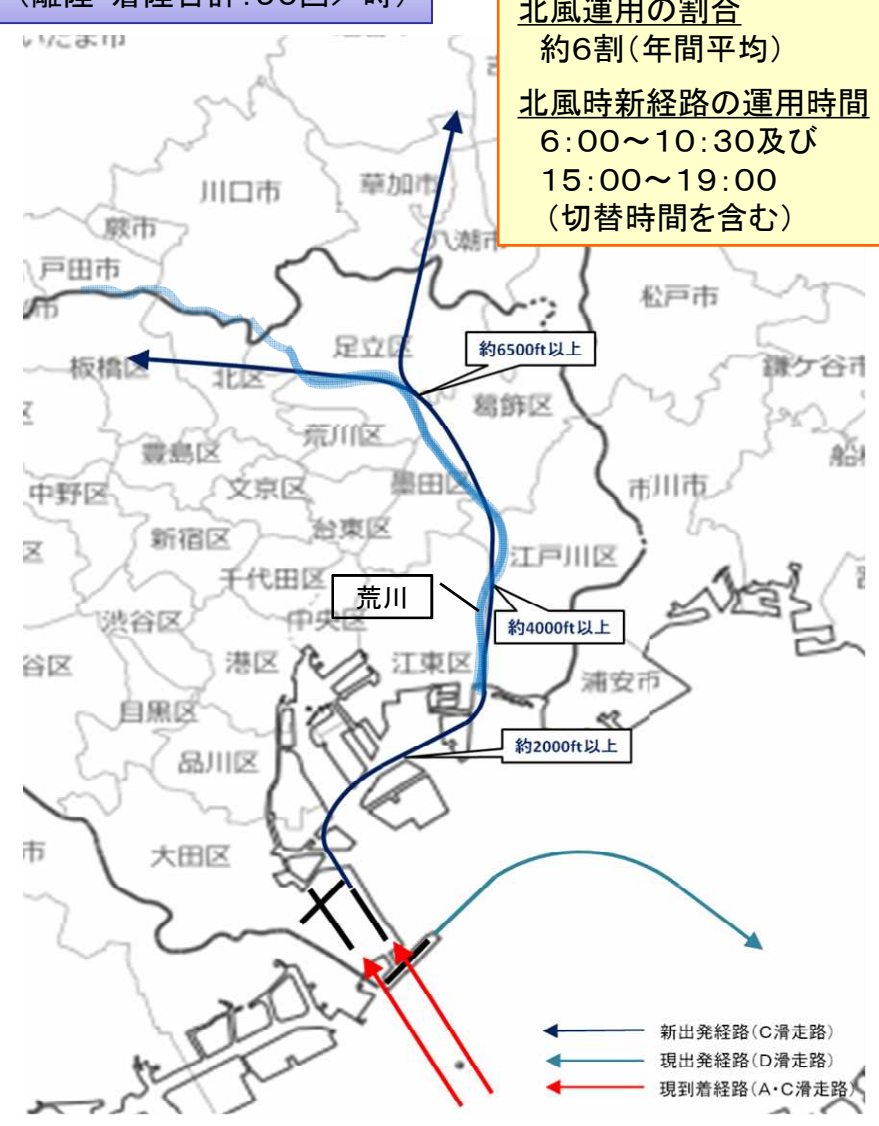 北風運用の割合
約6割(年間平均)
北風時新経路の運用時間
6:00～10:30及び
15:00～19:00
(切替時間を含む)
川口市
草加市
蕨市
八潮市
戸田市
松戸市
足立区
約6500ft以上
板橋区
北区
鎌ケ谷市
葛飾区
荒川区
豊島区
中野区
文京区
墨田区
市川市
新宿区
台東区
江戸川区
千代田区
荒川
渋谷区
中央区
約4000ft以上
谷区
港区
江東区
浦安市
目黒区
約2000ft以上
品川区
市
大田区
新出発経路(C滑走路)
現出発経路(D滑走路)
現到着経路(A・C滑走路)